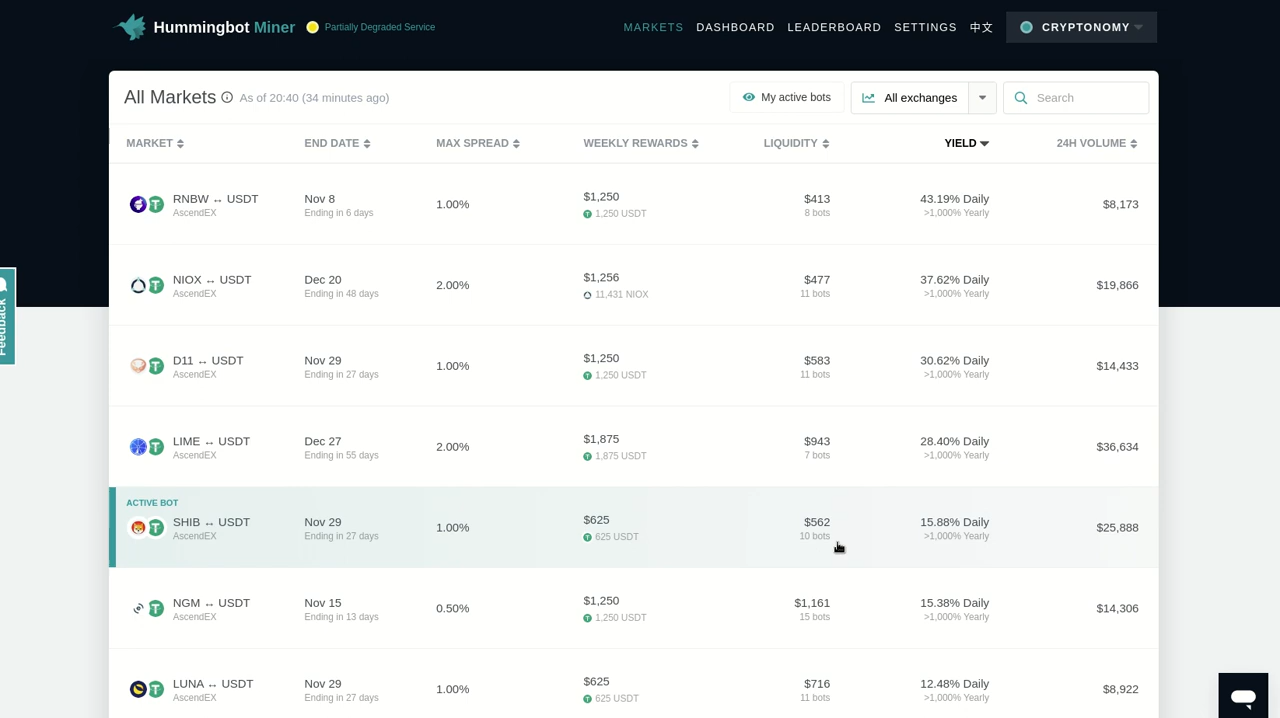 Hummingbot Miner Partially Degraded Service MARKETS DASHBOARD LEADERBOARD SETTINGS 中文 CRYPTONOMY
All Markets As of 20:40 (34 minutes ago) My active bots All exchanges Search
MARKET END DATE MAX SPREAD WEEKLY REWARDS LIQUIDITY YIELD 24H VOLUME
RNBW ↔ USDT Nov 8 1.00% $1,250 $413 43.19% Daily $8,173
AscendEX Ending in 6 days 1,250 USDT 8 bots >1,000% Yearly
NIOX ↔ USDT Dec 20 2.00% $1,256 $477 37.62% Daily $19,866
AscendEX Ending in 48 days 11,431 NIOX 11 bots >1,000% Yearly
Feedback
D11 ↔ USDT Nov 29 1.00% $1,250 $583 30.62% Daily $14,433
AscendEX Ending in 27 days 1,250 USDT 11 bots >1,000% Yearly
LIME ↔ USDT Dec 27 2.00% $1,875 $943 28.40% Daily $36,634
AscendEX Ending in 55 days 1,875 USDT 7 bots >1,000% Yearly
ACTIVE BOT
SHIB ↔ USDT Nov 29 1.00% $625 $562 15.88% Daily $25,888
AscendEX Ending in 27 days 625 USDT 10 bots >1,000% Yearly
NGM ↔ USDT Nov 15 0.50% $1,250 $1,161 15.38% Daily $14,306
AscendEX Ending in 13 days 1,250 USDT 15 bots >1,000% Yearly
LUNA ↔ USDT Nov 29 1.00% $625 $716 12.48% Daily $8,922
AscendEX Ending in 27 days 625 USDT 11 bots >1,000% Yearly